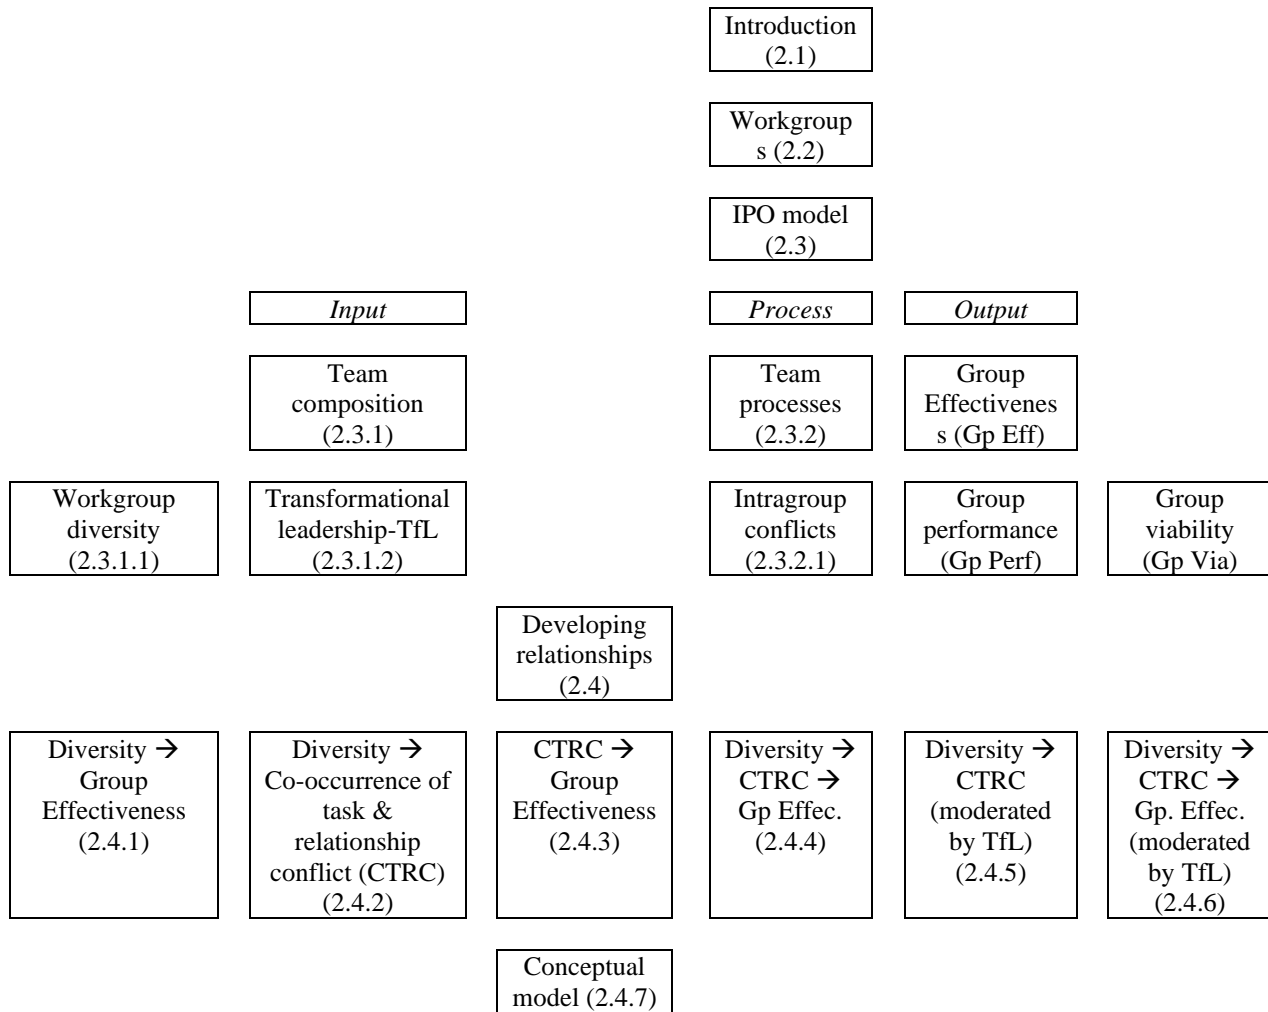 Introduction
(2.1)
Workgroup
s (2.2)
IPO model
(2.3)
Input
Process
Output
Team
composition
(2.3.1)
Team
processes
(2.3.2)
Group
Effectivenes
s (Gp Eff)
Workgroup
diversity
(2.3.1.1)
Transformational
leadership-TfL
(2.3.1.2)
Intragroup
conflicts
(2.3.2.1)
Group
performance
(Gp Perf)
Group
viability
(Gp Via)
Developing
relationships
(2.4)
Diversity →
Group
Effectiveness
(2.4.1)
Diversity →
Co-occurrence of
task &
relationship
conflict (CTRC)
(2.4.2)
CTRC →
Group
Effectiveness
(2.4.3)
Diversity →
CTRC →
Gp Effec.
(2.4.4)
Diversity →
CTRC
(moderated
by TfL)
(2.4.5)
Diversity →
CTRC →
Gp. Effec.
(moderated
by TfL)
(2.4.6)
Conceptual
model (2.4.7)